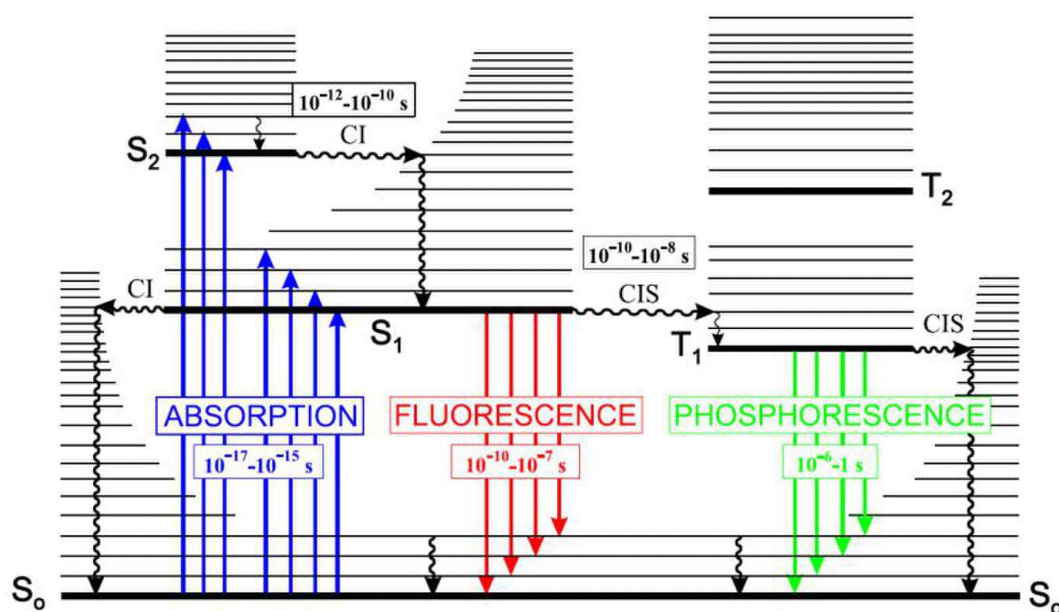 10⁻¹²-10⁻¹⁰ s
CI
S₂
T₂
10⁻¹⁰-10⁻⁸ s
CI
CIS
S₁
T₁
CIS
ABSORPTION
FLUORESCENCE
PHOSPHORESCENCE
10⁻¹⁷-10⁻¹⁵ s
10⁻¹⁰-10⁻⁷ s
10⁻⁶-1 s
S₀
S₀